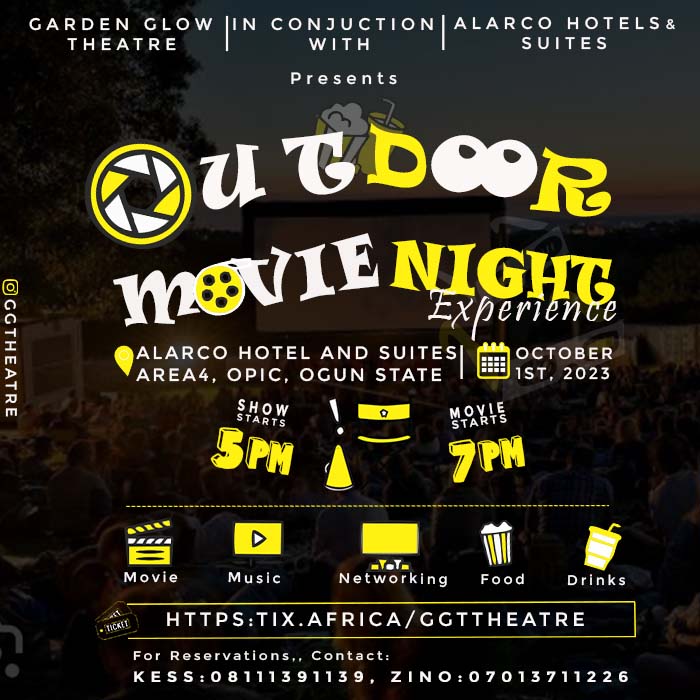 GARDEN GLOW THEATRE
IN CONJUCTION WITH
ALARCO HOTELS& SUITES
Presents
OUTDOOR
MOVIE NIGHT
Experience
GGTHEATRE
ALARCO HOTEL AND SUITES
AREA4, OPIC, OGUN STATE
OCTOBER
1ST, 2023
SHOW
STARTS
5PM
MOVIE
STARTS
7PM
Movie
Music
Networking
Food
Drinks
TICKET
HTTPS:TIX.AFRICA/GGTTHEATRE
For Reservations,, Contact:
KESS:08111391139, ZINO:07013711226